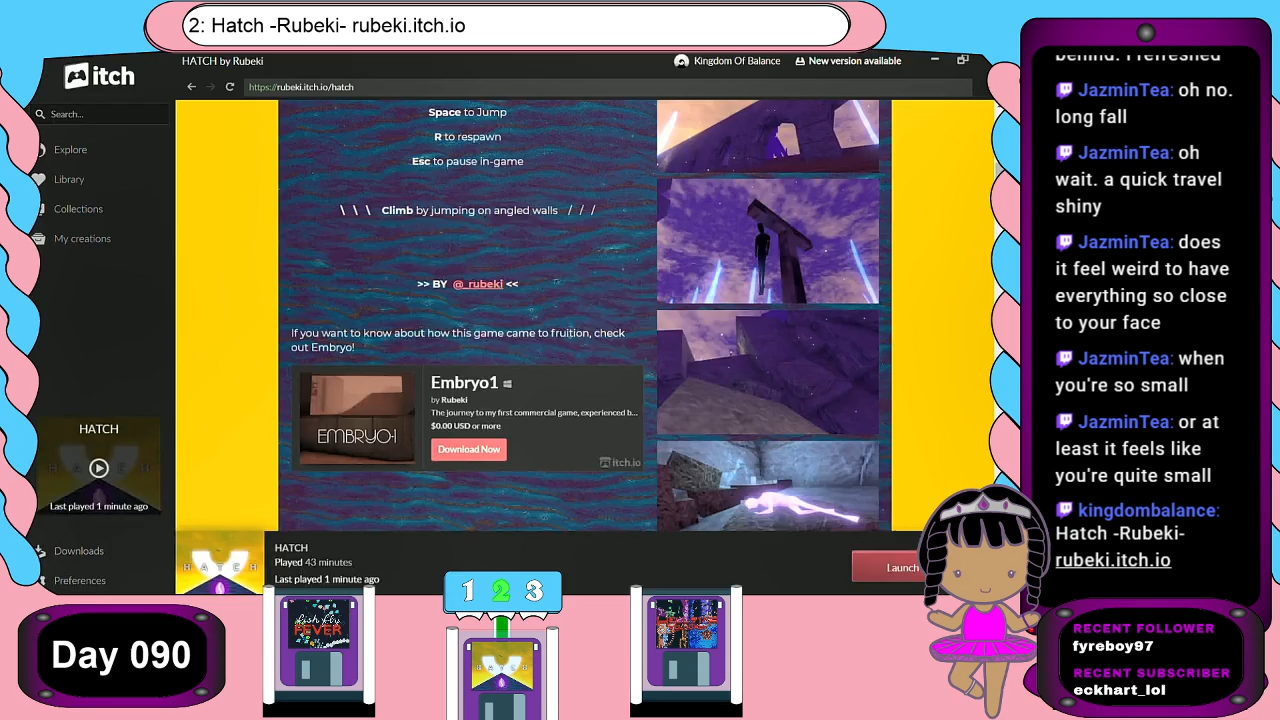 2: Hatch -Rubeki- rubeki.itch.io
itch
HATCH by Rubeki
Kingdom Of Balance
New version available
https://rubeki.itch.io/hatch
Search...
Explore
Library
Collections
My creations
HATCH
Last played 1 minute ago
Downloads
Preferences
Space to Jump
R to respawn
Esc to pause in-game
\ \ \ Climb by jumping on angled walls / / /
>> BY @_rubeki <<
If you want to know about how this game came to fruition, check
out Embryo!
EMBRYO-1
Embryo1
by Rubeki
The journey to my first commercial game, experienced b...
$0.00 USD or more
Download Now
itch.io
HATCH
HATCH
Played 43 minutes
Last played 1 minute ago
Launch
JazminTea: oh no.
long fall
JazminTea: oh
wait. a quick travel
shiny
JazminTea: does
it feel weird to have
everything so close
to your face
JazminTea: when
you're so small
JazminTea: or at
least it feels like
you're quite small
kingdombalance:
Hatch -Rubeki-
rubeki.itch.io
Day 090
FEVER
1 2 3
HATCH
RECENT FOLLOWER
fyreboy97
RECENT SUBSCRIBER
eckhart_lol